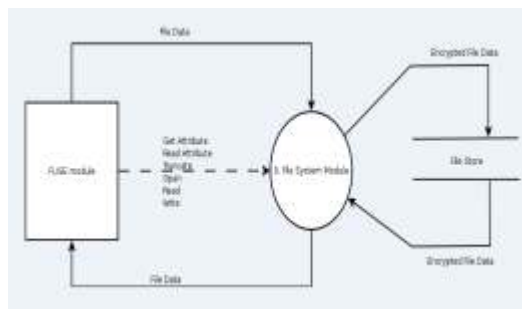 File Data
Encrypted File Data
Get Attribute
Read Attribute
Truncate
Open
Read
Write
FUSE module
File System Module
File Store
Encrypted File Data
File Data